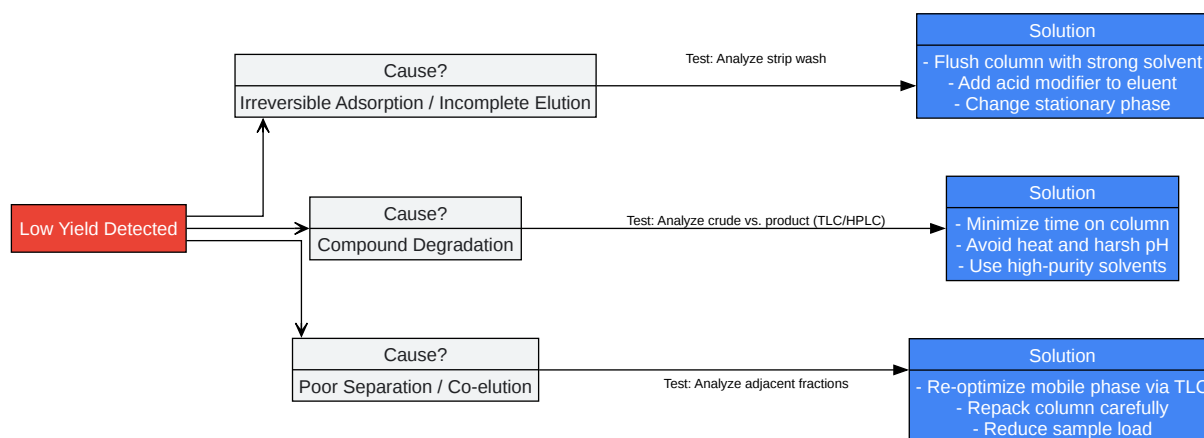 Low Yield Detected
Cause?
Irreversible Adsorption / Incomplete Elution
Test: Analyze strip wash
Solution
- Flush column with strong solvent
- Add acid modifier to eluent
- Change stationary phase
Cause?
Compound Degradation
Test: Analyze crude vs. product (TLC/HPLC)
Solution
- Minimize time on column
- Avoid heat and harsh pH
- Use high-purity solvents
Cause?
Poor Separation / Co-elution
Test: Analyze adjacent fractions
Solution
- Re-optimize mobile phase via TLC
- Repack column carefully
- Reduce sample load